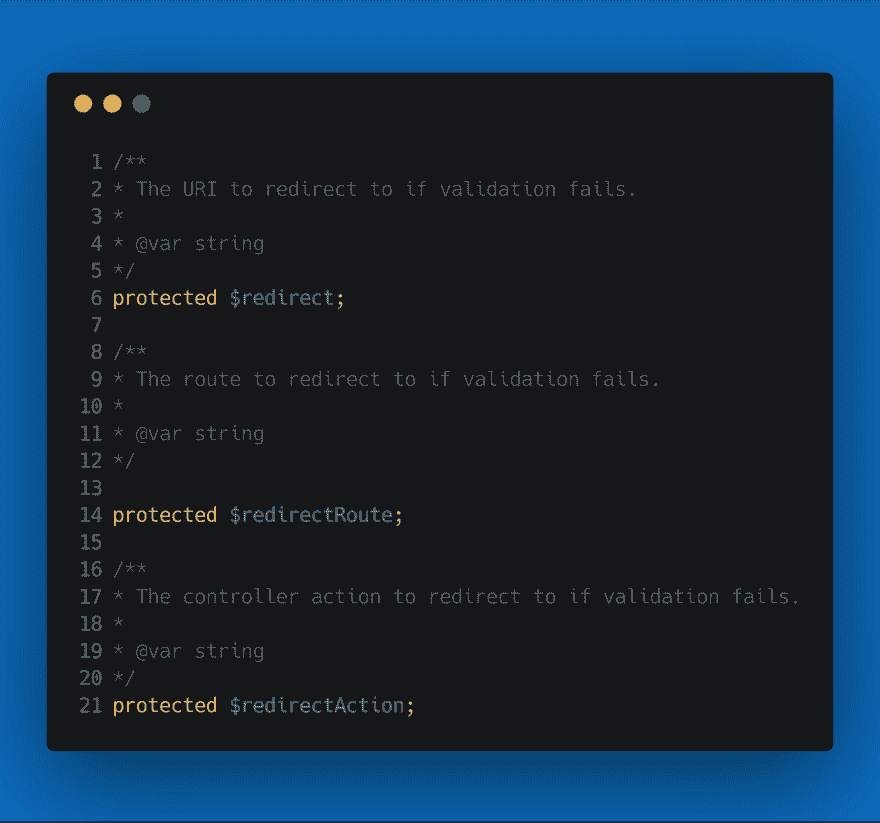 1 /**
2 * The URI to redirect to if validation fails.
3 *
4 * @var string
5 */
6 protected $redirect;
7
8 /**
9 * The route to redirect to if validation fails.
10 *
11 * @var string
12 */
13
14 protected $redirectRoute;
15
16 /**
17 * The controller action to redirect to if validation fails.
18 *
19 * @var string
20 */
21 protected $redirectAction;